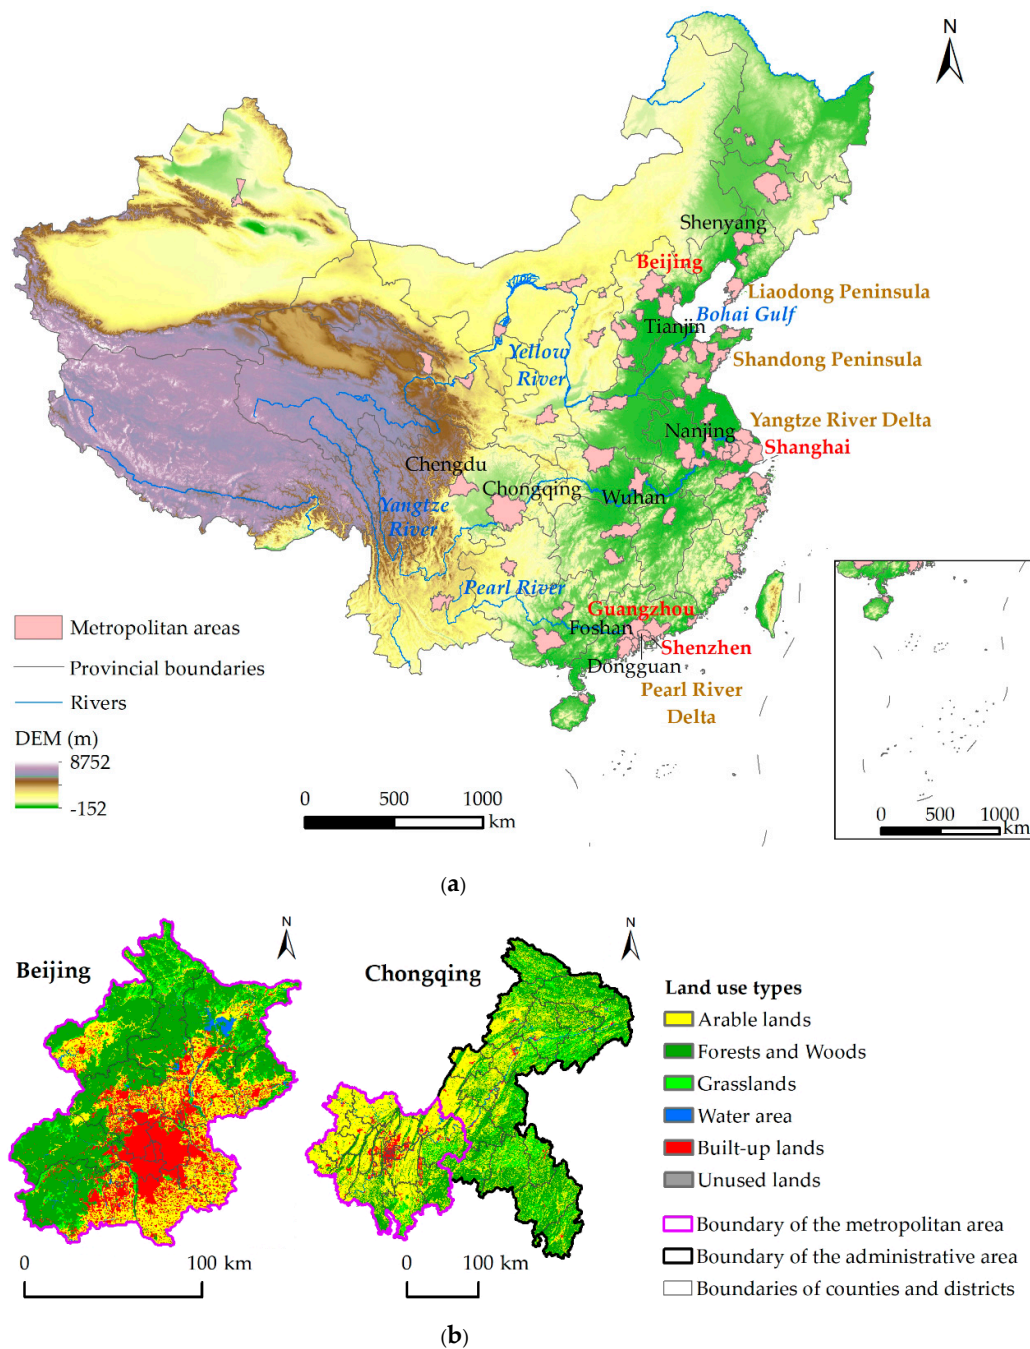 N
Shenyang
Beijing
Liaodong Peninsula
Bohai Gulf
Tianjin
Yellow
River
Shandong Peninsula
Yangtze River Delta
Nanjing
Shanghai
Chengdu
Chongqing
Wuhan
Yangtze
River
Pearl River
Guangzhou
Foshan
Shenzhen
Dongguan
Pearl River
Delta
Metropolitan areas
Provincial boundaries
Rivers
DEM (m)
8752
-152
0 500 1000
km
0 500 1000
km
(a)
N
N
Beijing
Chongqing
Land use types
Arable lands
Forests and Woods
Grasslands
Water area
Built-up lands
Unused lands
Boundary of the metropolitan area
Boundary of the administrative area
Boundaries of counties and districts
0 100 km
0 100 km
(b)